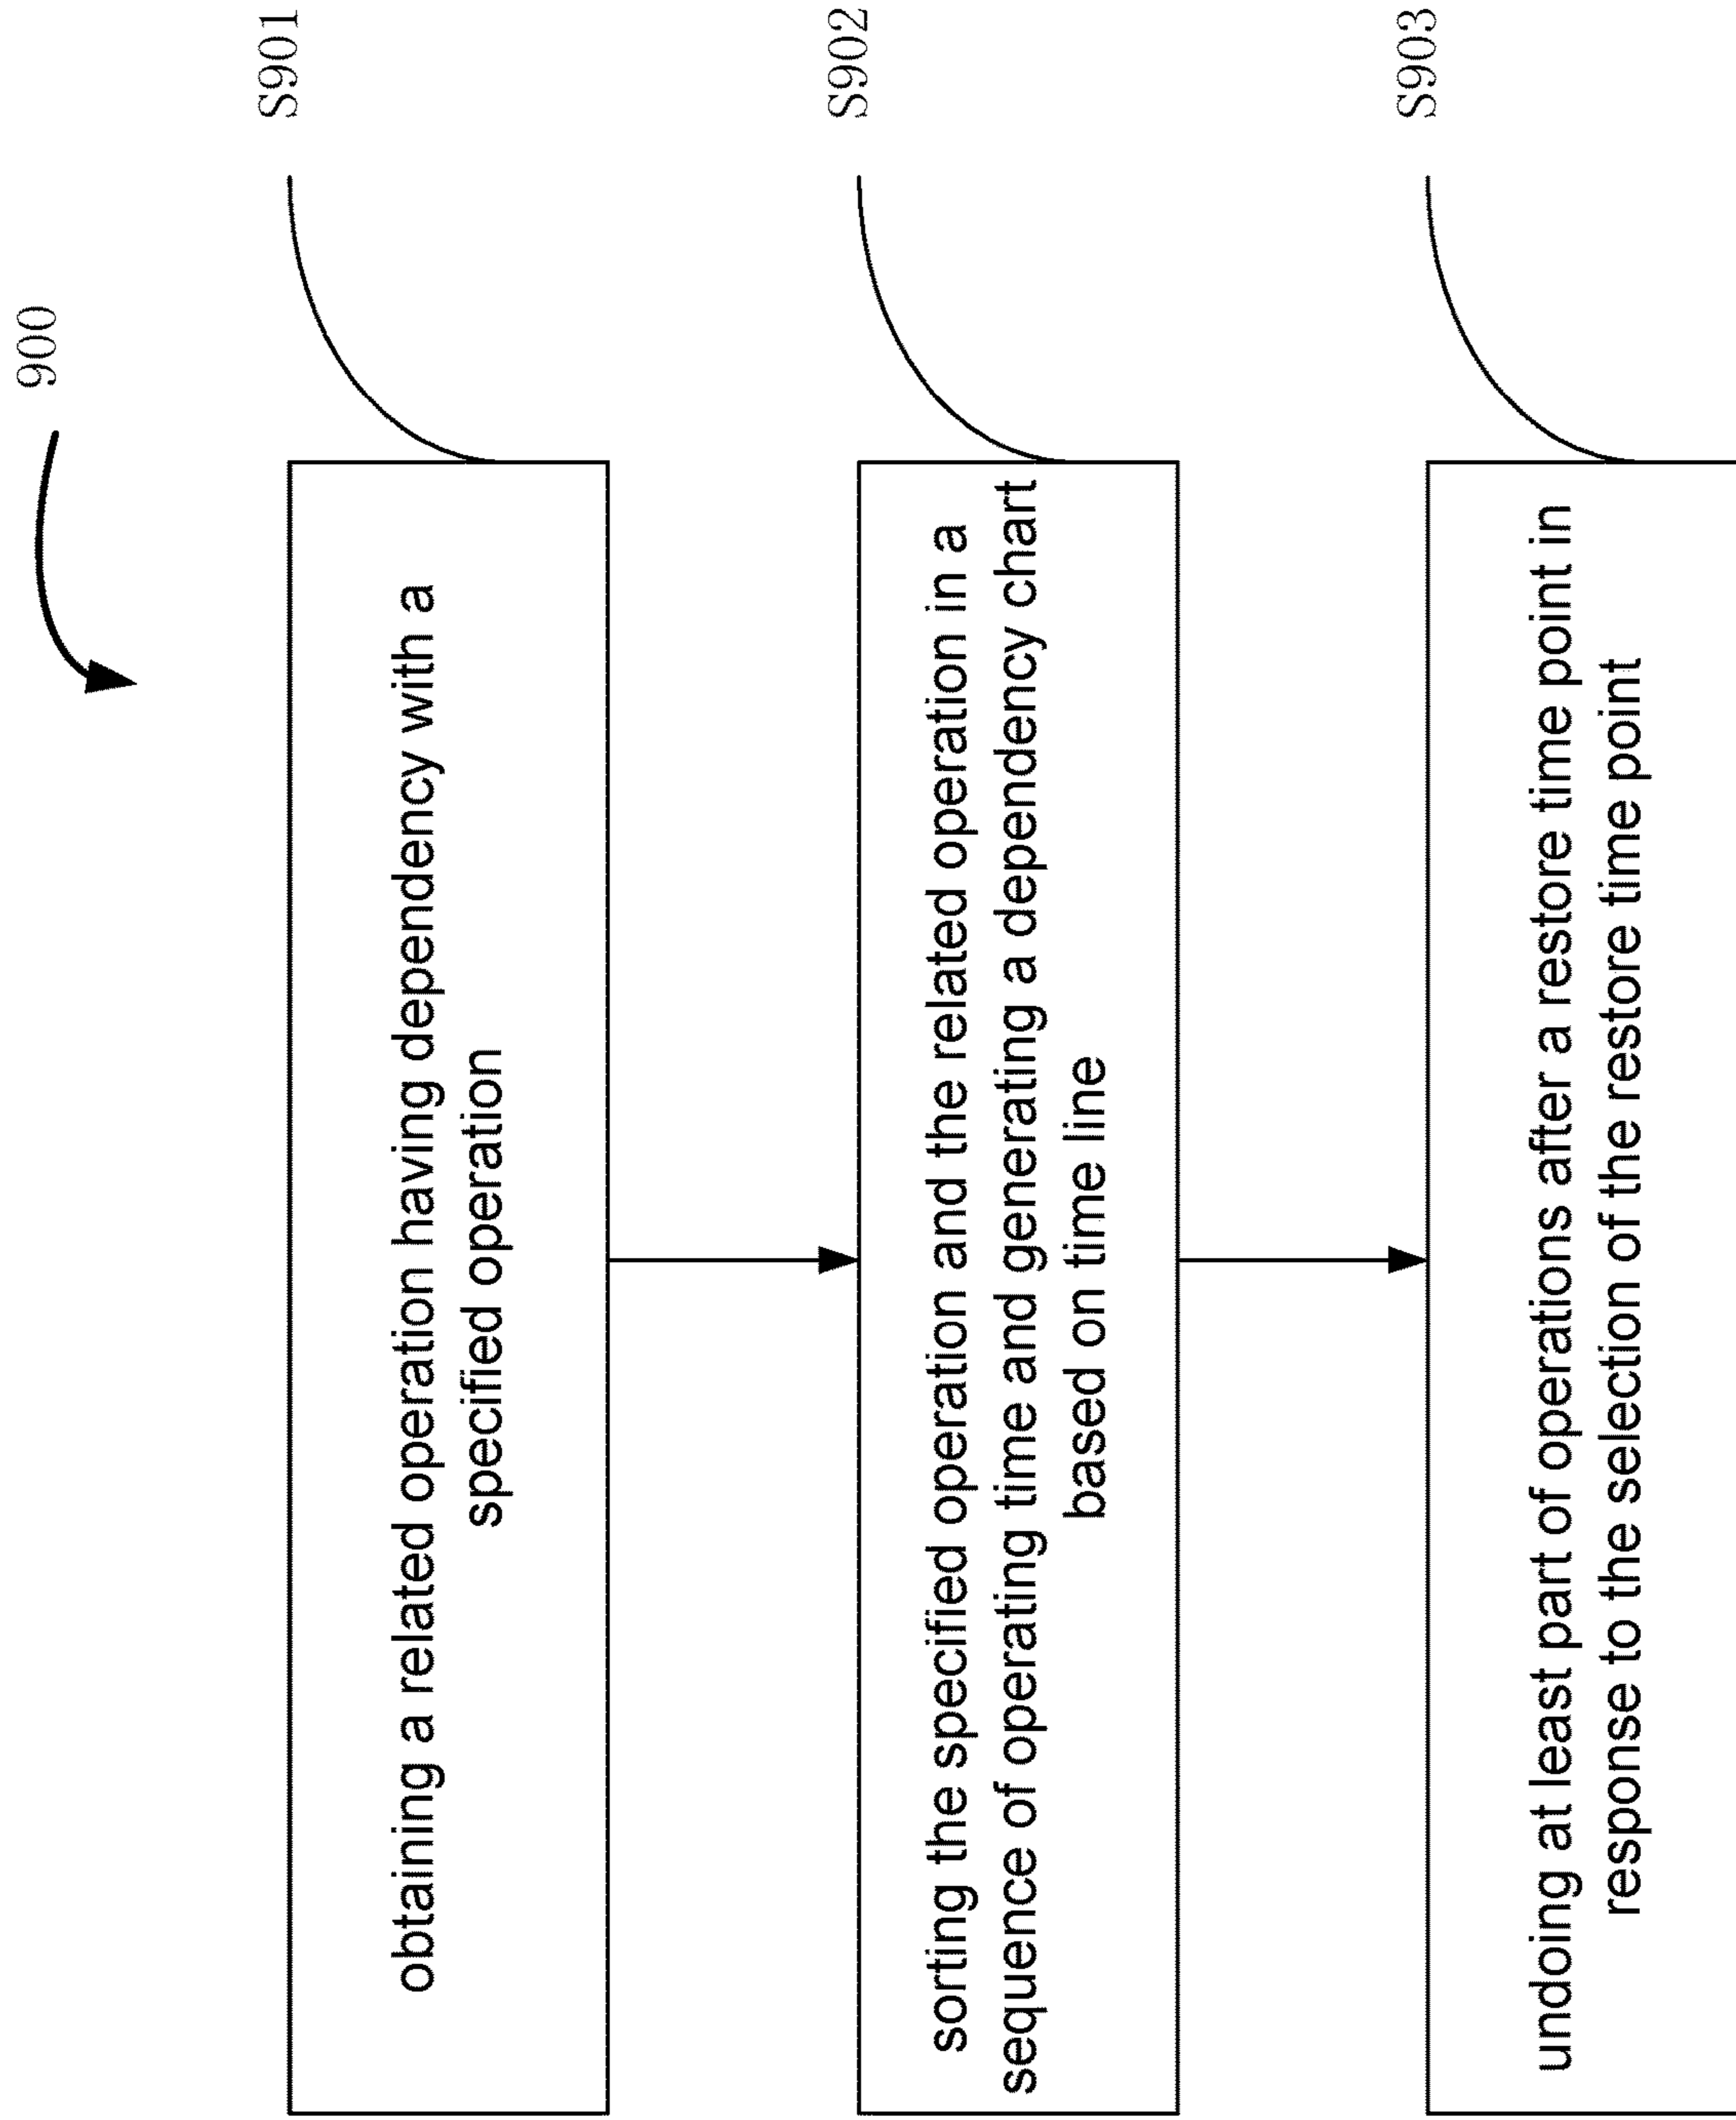 900
S901
obtaining a related operation having dependency with a
specified operation
S902
sorting the specified operation and the related operation in a
sequence of operating time and generating a dependency chart
based on time line
S903
undoing at least part of operations after a restore time point in
response to the selection of the restore time point